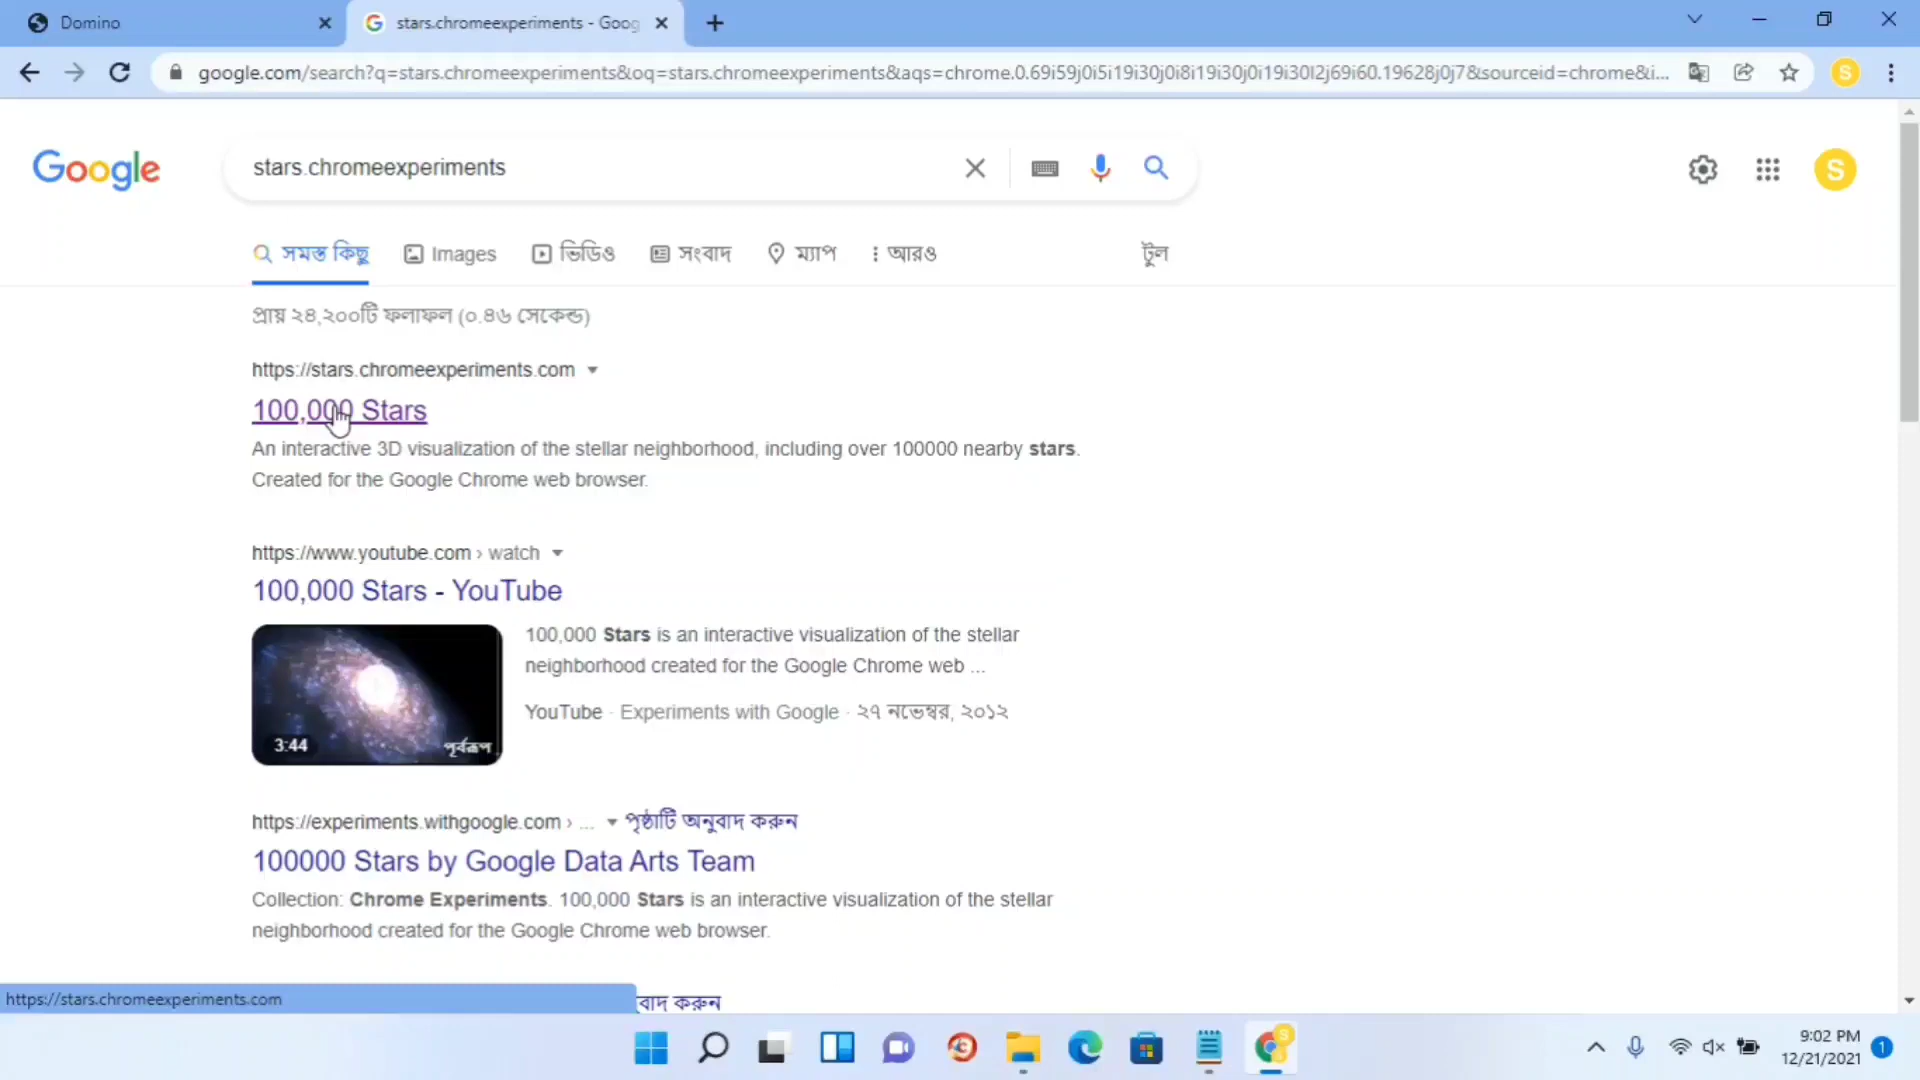 Domino
stars.chromeexperiments - Goog
google.com/search?q=stars.chromeexperiments&oq=stars.chromeexperiments&aqs=chrome.0.69i59j0i5i19i30j0i8i19i30j0i19i30l2j69i60.19628j0j7&sourceid=chrome&i...
S
Google
stars.chromeexperiments
S
সমস্ত কিছু
Images
ভিডিও
সংবাদ
ম্যাপ
আরও
টুল
প্রায় ২৪,২০০টি ফলাফল (০.৪৬ সেকেন্ড)
https://stars.chromeexperiments.com
100,000 Stars
An interactive 3D visualization of the stellar neighborhood, including over 100000 nearby stars.
Created for the Google Chrome web browser.
https://www.youtube.com › watch
100,000 Stars - YouTube
3:44
পূর্বরূপ
100,000 Stars is an interactive visualization of the stellar
neighborhood created for the Google Chrome web ...
YouTube · Experiments with Google · ২৭ নভেম্বর, ২০১২
https://experiments.withgoogle.com › ... পৃষ্ঠাটি অনুবাদ করুন
100000 Stars by Google Data Arts Team
Collection: Chrome Experiments. 100,000 Stars is an interactive visualization of the stellar
neighborhood created for the Google Chrome web browser.
https://stars.chromeexperiments.com
বাদ করুন
S
9:02 PM
12/21/2021
1